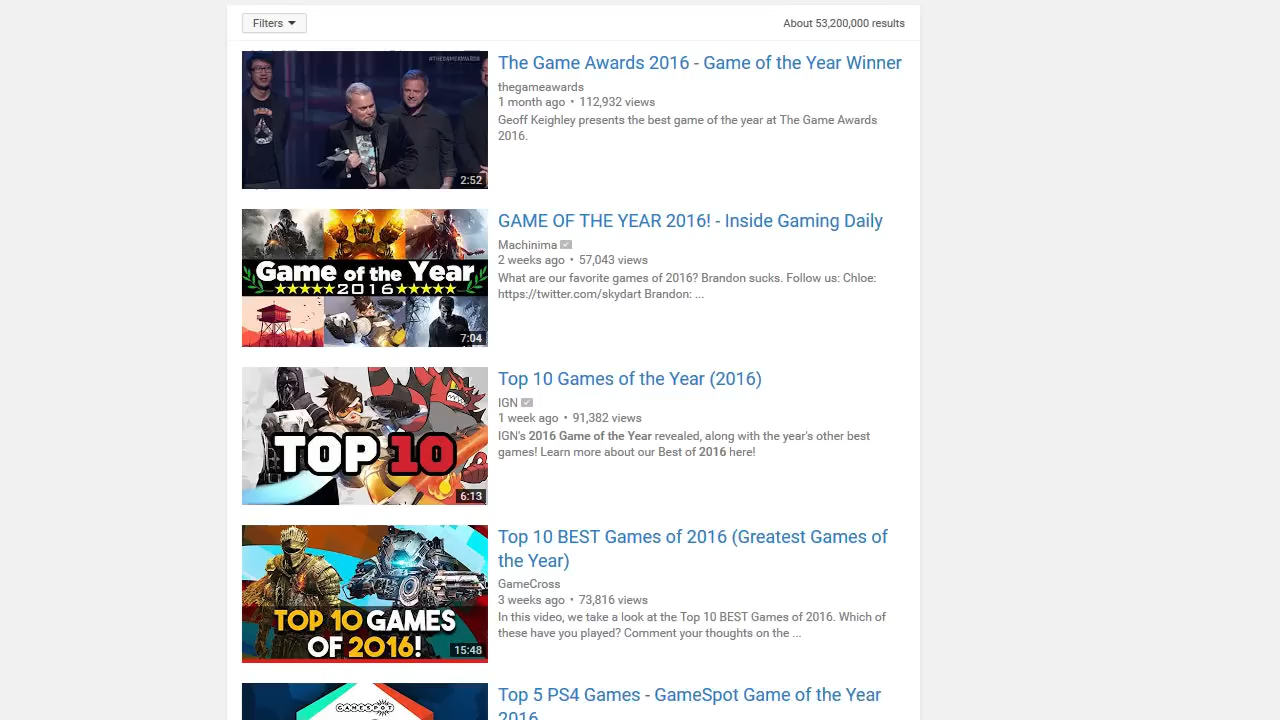 Filters
About 53,200,000 results
#THEGAMEAWARDS
2:52
The Game Awards 2016 - Game of the Year Winner
thegameawards
1 month ago • 112,932 views
Geoff Keighley presents the best game of the year at The Game Awards
2016.
Game of the Year
★★★★★2016★★★★★
7:04
GAME OF THE YEAR 2016! - Inside Gaming Daily
Machinima
2 weeks ago • 57,043 views
What are our favorite games of 2016? Brandon sucks. Follow us: Chloe:
https://twitter.com/skydart Brandon: ...
TOP 10
6:13
Top 10 Games of the Year (2016)
IGN
1 week ago • 91,382 views
IGN's 2016 Game of the Year revealed, along with the year's other best
games! Learn more about our Best of 2016 here!
TOP 10 GAMES
OF 2016!
15:48
Top 10 BEST Games of 2016 (Greatest Games of
the Year)
GameCross
3 weeks ago • 73,816 views
In this video, we take a look at the Top 10 BEST Games of 2016. Which of
these have you played? Comment your thoughts on the ...
GAMESPOT
Top 5 PS4 Games - GameSpot Game of the Year
2016